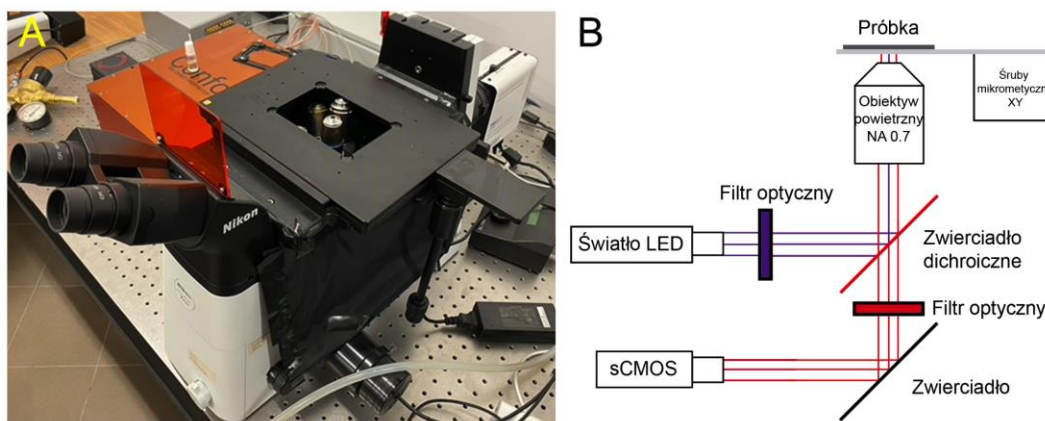 A
Confo
Nikon
B
Próbka
Śruby
mikrometyczn
XY
Obiektyw
powietrzny
NA 0.7
Filtr optyczny
Światło LED
Zwierciadło
dichroiczne
Filtr optyczny
sCMOS
Zwierciadło